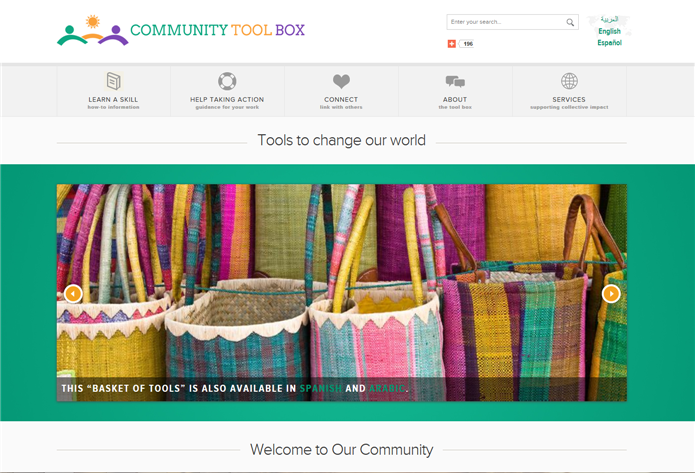 COMMUNITY TOOL BOX
Enter your search...
العربية
English
Español
196
LEARN A SKILL
how-to information
HELP TAKING ACTION
guidance for your work
CONNECT
link with others
ABOUT
the tool box
SERVICES
supporting collective impact
Tools to change our world
THIS “BASKET OF TOOLS” IS ALSO AVAILABLE IN SPANISH AND ARABIC.
Welcome to Our Community